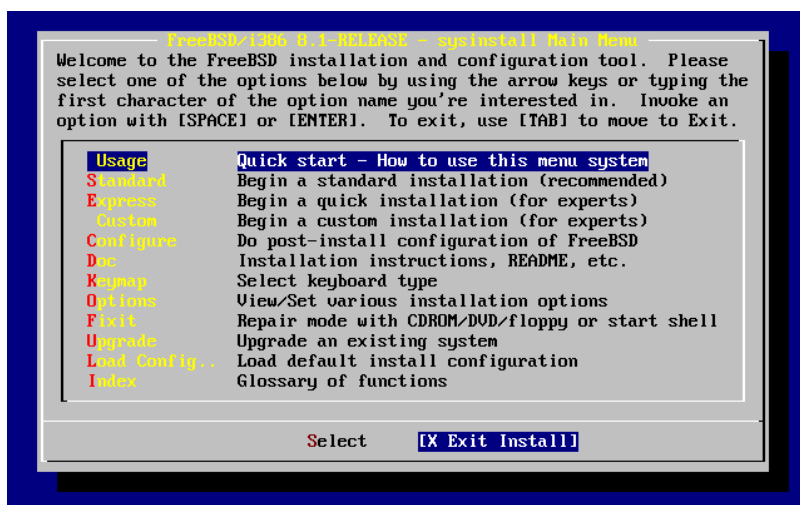 FreeBSD/i386 8.1-RELEASE - sysinstall Main Menu
Welcome to the FreeBSD installation and configuration tool.  Please
select one of the options below by using the arrow keys or typing the
first character of the option name you're interested in.  Invoke an
option with [SPACE] or [ENTER].  To exit, use [TAB] to move to Exit.
Usage Quick start - How to use this menu system
Standard Begin a standard installation (recommended)
Express Begin a quick installation (for experts)
Custom Begin a custom installation (for experts)
Configure Do post-install configuration of FreeBSD
Doc Installation instructions, README, etc.
Keymap Select keyboard type
Options View/Set various installation options
Fixit Repair mode with CDROM/DVD/floppy or start shell
Upgrade Upgrade an existing system
Load Config.. Load default install configuration
Index Glossary of functions
Select [X Exit Install]